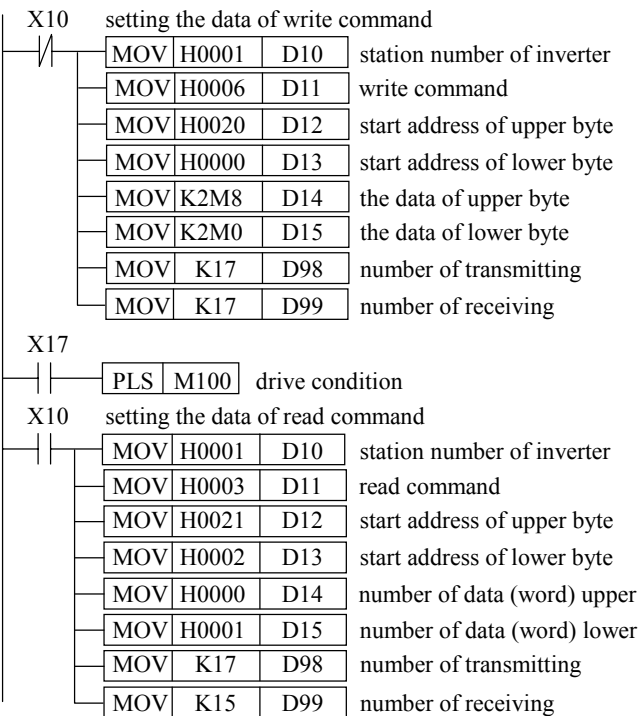 X10 setting the data of write command
MOV H0001 D10 station number of inverter
MOV H0006 D11 write command
MOV H0020 D12 start address of upper byte
MOV H0000 D13 start address of lower byte
MOV K2M8 D14 the data of upper byte
MOV K2M0 D15 the data of lower byte
MOV K17 D98 number of transmitting
MOV K17 D99 number of receiving
X17
PLS M100 drive condition
X10 setting the data of read command
MOV H0001 D10 station number of inverter
MOV H0003 D11 read command
MOV H0021 D12 start address of upper byte
MOV H0002 D13 start address of lower byte
MOV H0000 D14 number of data (word) upper
MOV H0001 D15 number of data (word) lower
MOV K17 D98 number of transmitting
MOV K15 D99 number of receiving